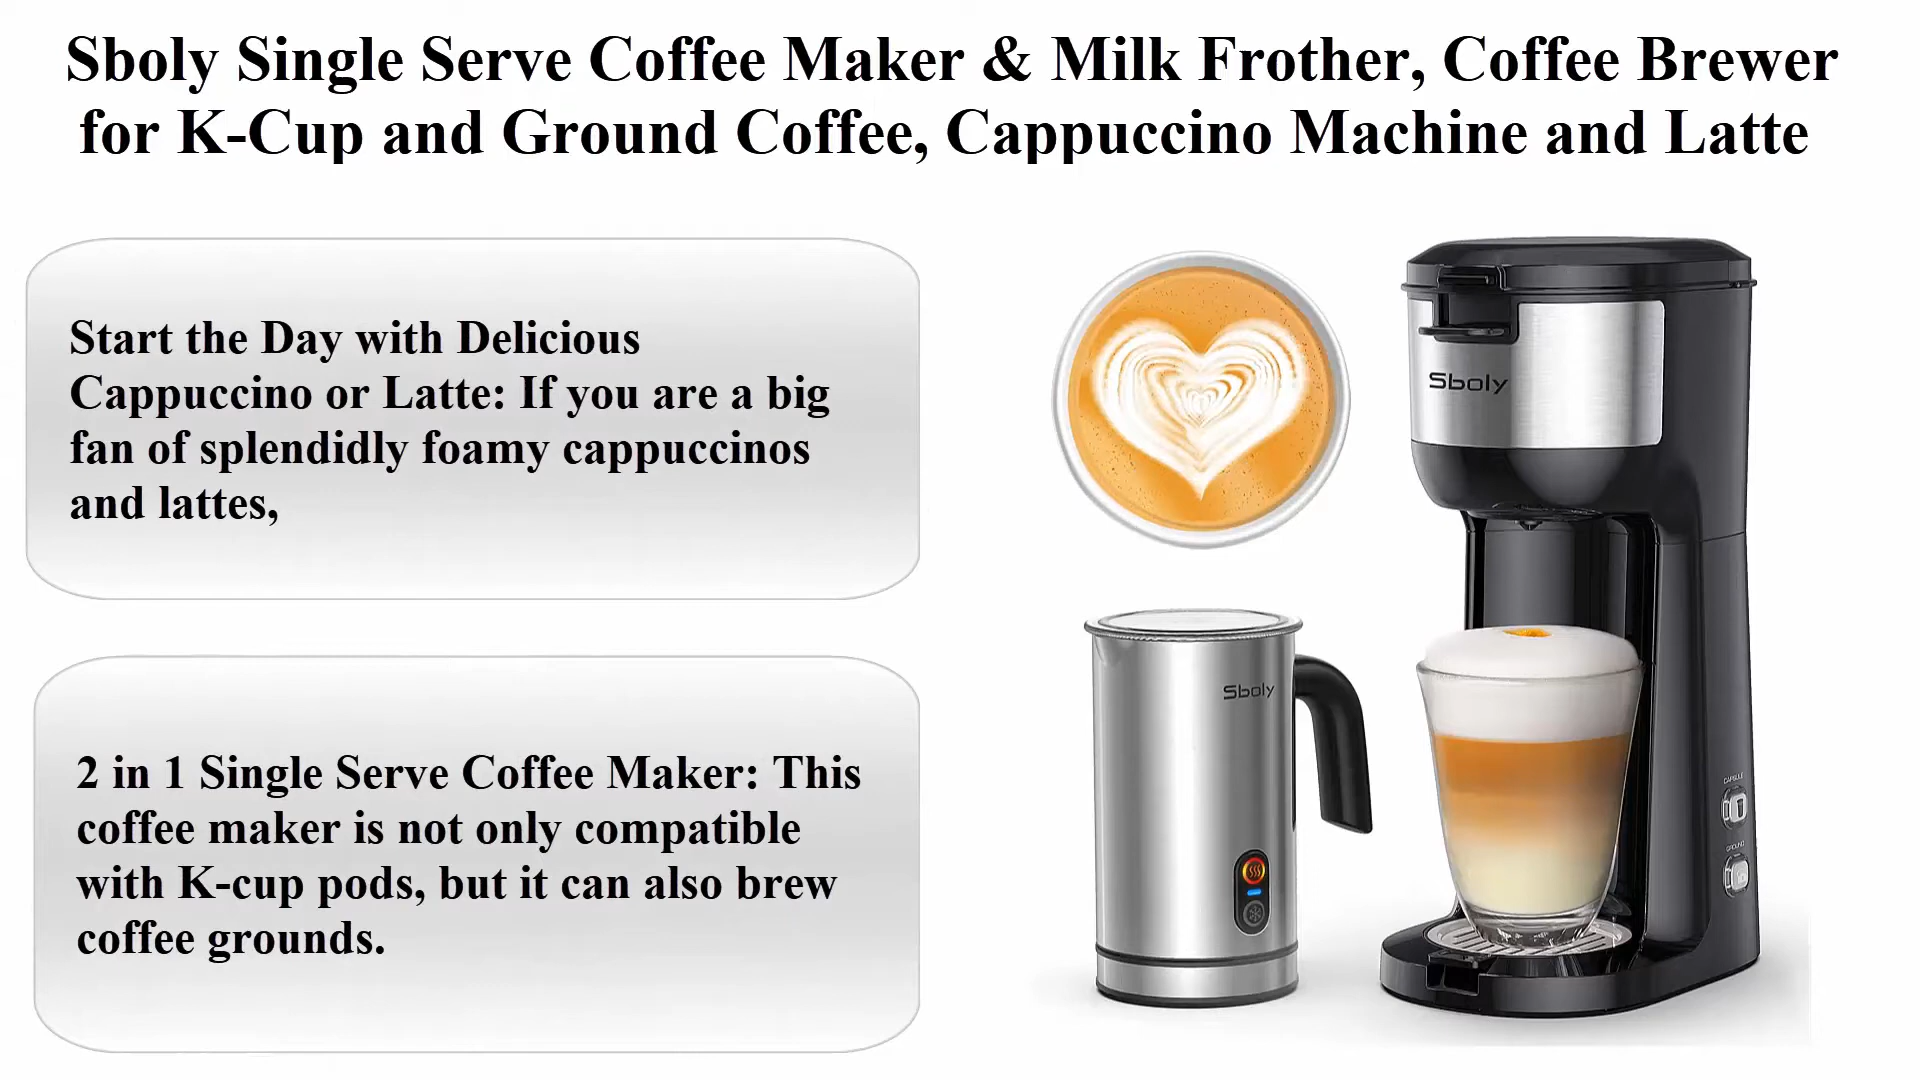 Sboly Single Serve Coffee Maker & Milk Frother, Coffee Brewer
for K-Cup and Ground Coffee, Cappuccino Machine and Latte
Start the Day with Delicious
Cappuccino or Latte: If you are a big
fan of splendidly foamy cappuccinos
and lattes,
2 in 1 Single Serve Coffee Maker: This
coffee maker is not only compatible
with K-cup pods, but it can also brew
coffee grounds.
Sboly
Sboly
CAPSULE
GROUND